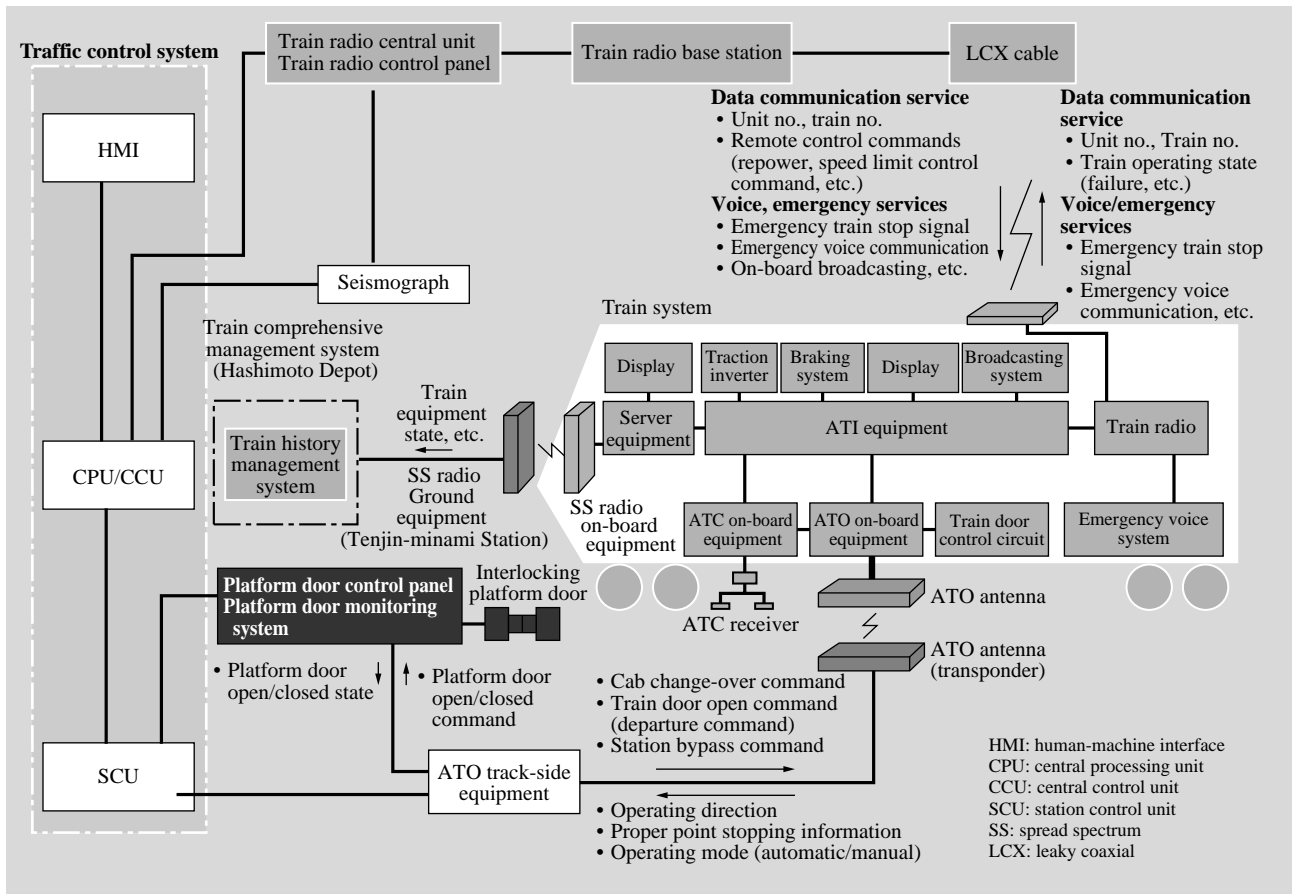 Traffic control system
Train radio central unit
Train radio control panel
Train radio base station
LCX cable
HMI
Data communication service
• Unit no., train no.
• Remote control commands
(repower, speed limit control
command, etc.)
Voice, emergency services
• Emergency train stop signal
• Emergency voice communication
• On-board broadcasting, etc.
Data communication
service
• Unit no., Train no.
• Train operating state
(failure, etc.)
Voice/emergency
services
• Emergency train stop
signal
• Emergency voice
communication, etc.
Seismograph
Train system
Train comprehensive
management system
(Hashimoto Depot)
Train
equipment
state, etc.
Display
Traction
inverter
Braking
system
Display
Broadcasting
system
Server
equipment
ATI equipment
Train radio
Train history
management
system
CPU/CCU
SS radio
Ground
equipment
(Tenjin-minami Station)
SS radio
on-board
equipment
ATC on-board
equipment
ATO on-board
equipment
Train door
control circuit
Emergency voice
system
Platform door control panel
Platform door monitoring
system
Interlocking
platform door
ATC receiver
ATO antenna
ATO antenna
(transponder)
• Platform door
open/closed state
• Platform door
open/closed
command
• Cab change-over command
• Train door open command
(departure command)
• Station bypass command
SCU
ATO track-side
equipment
• Operating direction
• Proper point stopping information
• Operating mode (automatic/manual)
HMI: human-machine interface
CPU: central processing unit
CCU: central control unit
SCU: station control unit
SS: spread spectrum
LCX: leaky coaxial